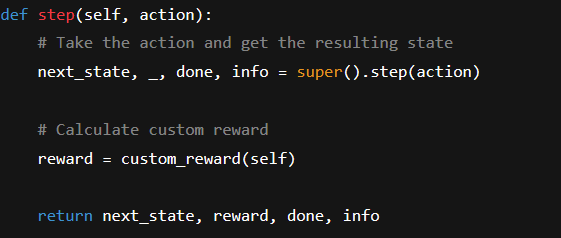 def step(self, action):
    # Take the action and get the resulting state
    next_state, _, done, info = super().step(action)
    # Calculate custom reward
    reward = custom_reward(self)
    return next_state, reward, done, info